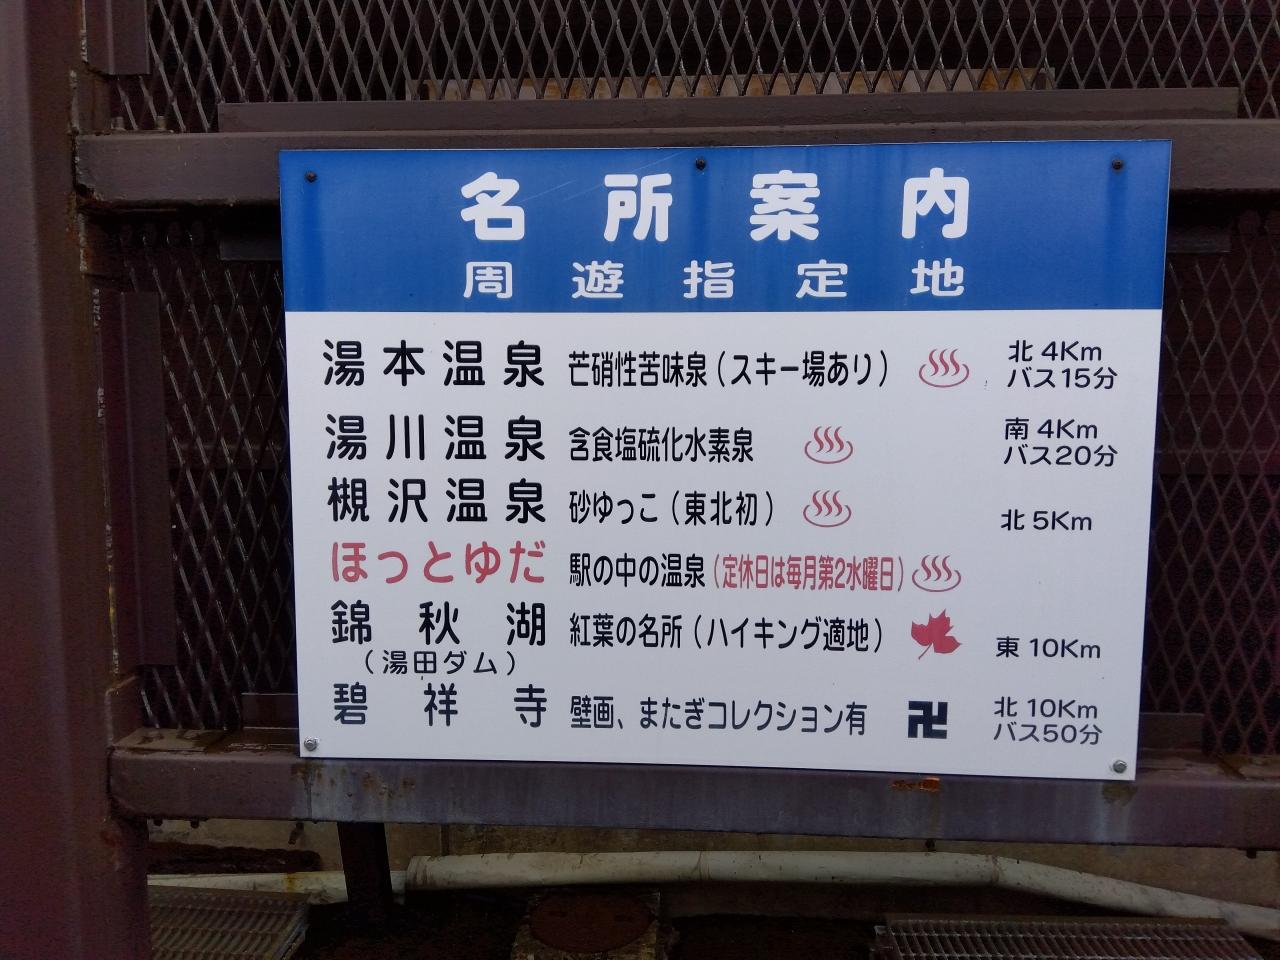 名所案内
周遊指定地
湯本温泉 芒硝性苦味泉（スキー場あり） ♨ 北 4Km
バス15分
湯川温泉 含食塩硫化水素泉 ♨ 南 4Km
バス20分
槻沢温泉 砂ゆっこ（東北初） ♨ 北 5Km
ほっとゆだ 駅の中の温泉（定休日は毎月第2水曜日） ♨
錦秋湖 紅葉の名所（ハイキング適地） 東 10Km
（湯田ダム）
碧祥寺 壁画、またぎコレクション有 卍 北 10Km
バス50分